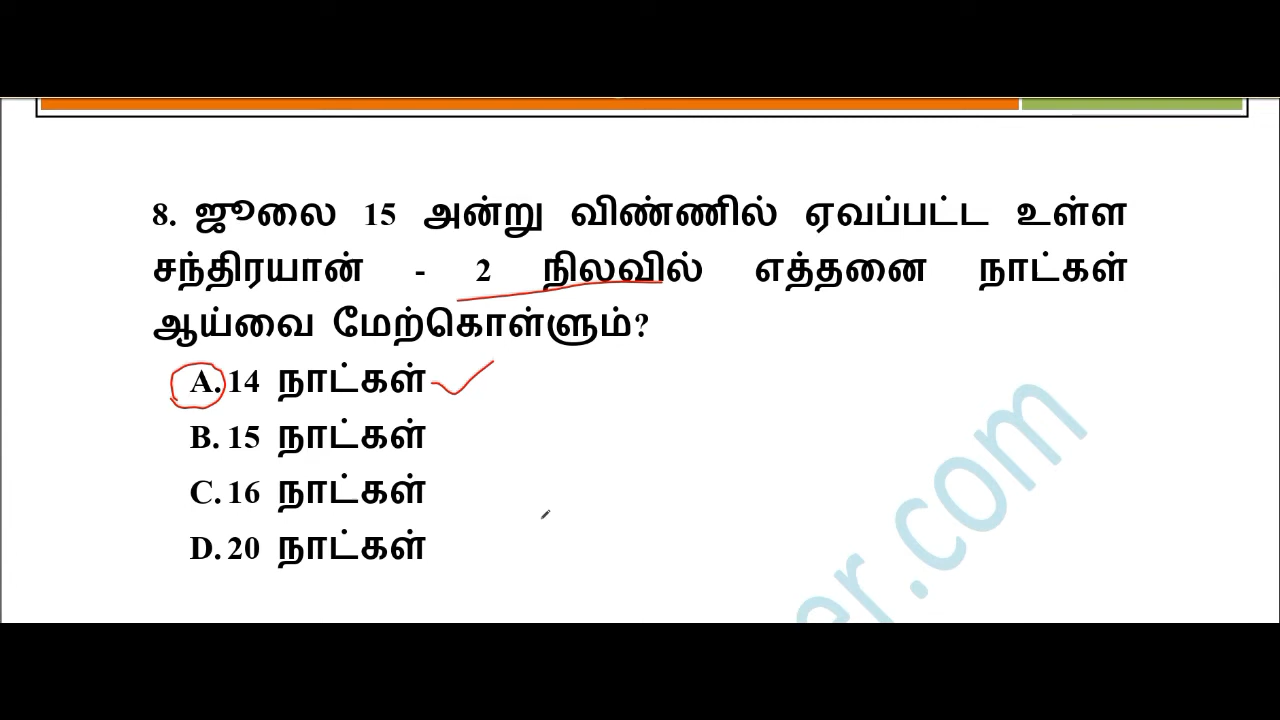 8. ஜூலை 15 அன்று விண்ணில் ஏவப்பட்ட உள்ள
சந்திரயான் - 2 நிலவில் எத்தனை நாட்கள்
ஆய்வை மேற்கொள்ளும்?
A. 14 நாட்கள்
B. 15 நாட்கள்
C. 16 நாட்கள்
D. 20 நாட்கள்
er.com